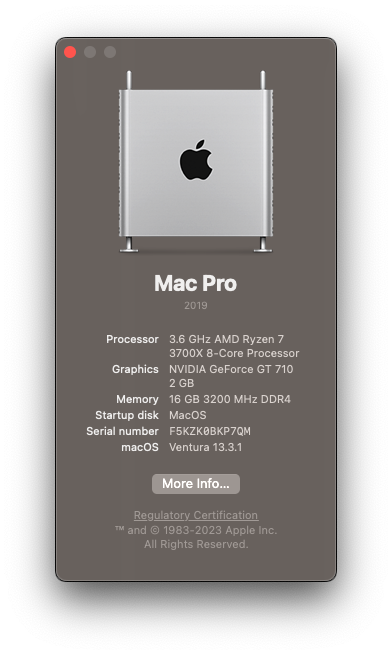 Mac Pro
2019
Processor 3.6 GHz AMD Ryzen 7
3700X 8-Core Processor
Graphics NVIDIA GeForce GT 710
2 GB
Memory 16 GB 3200 MHz DDR4
Startup disk MacOS
Serial number F5KZK0BKP7QM
macOS Ventura 13.3.1
More Info...
Regulatory Certification
™ and © 1983-2023 Apple Inc.
All Rights Reserved.